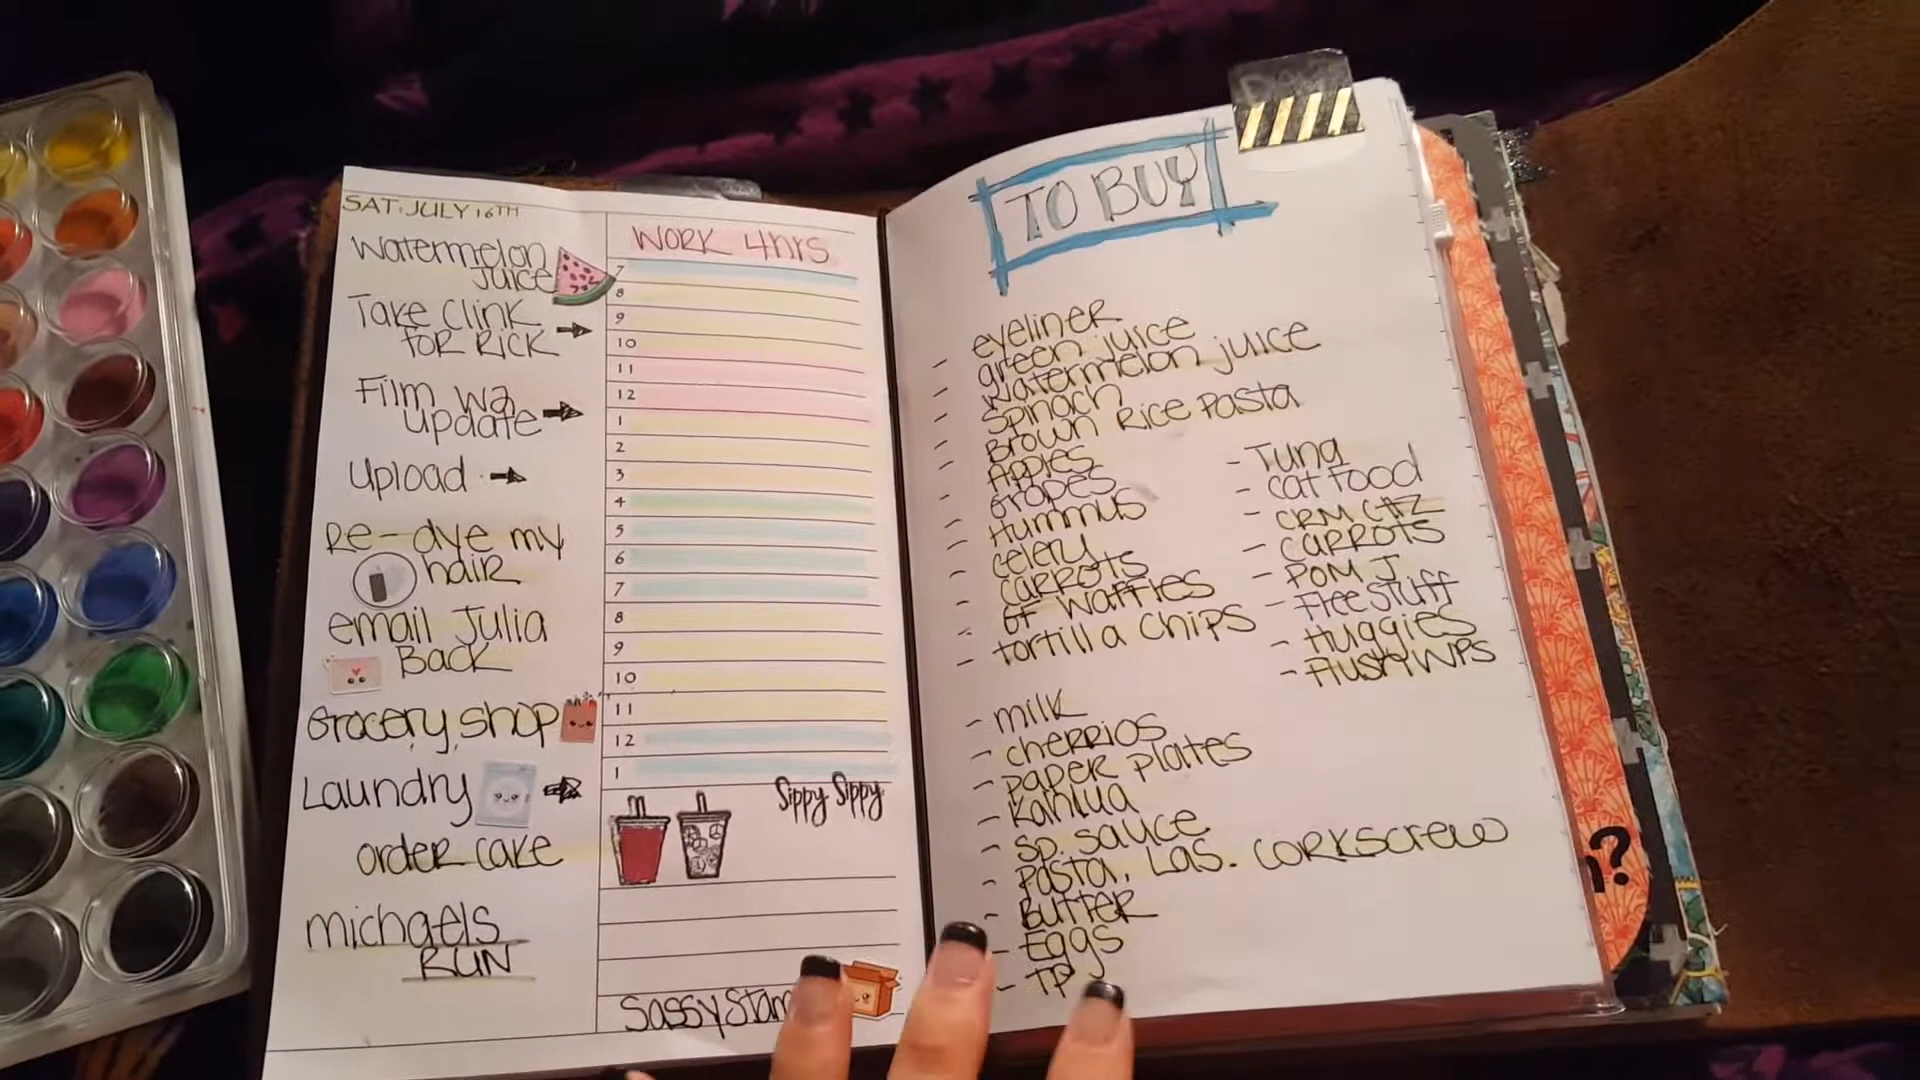 SAT. JULY 16TH
Watermelon
Juice
Take Clink
for Rick
Film wa
update
Upload
Re-dye my
hair
email Julia
Back
Grocery shop
Laundry
order cake
michaels
RUN
WORK 4hrs
7
8
9
10
11
12
1
2
3
4
5
6
7
8
9
10
11
12
1
Sippy Sippy
SassyStam
TO BUY
- eyeliner
- green juice
- watermelon juice
- Spinach
- Brown Rice Pasta
- Apples
- Grapes
- Hummus
- celery
- carrots
- GF Waffles
- tortilla chips
- Tuna
- cat food
- CRM CHZ
- carrots
- POM J
- Free Stuff
- Huggies
- Flushy WPS
- milk
- cherrios
- paper plates
- Kahlua
- sp. sauce
- Pasta, Las. corkscrew
- Butter
- Eggs
- TP
?